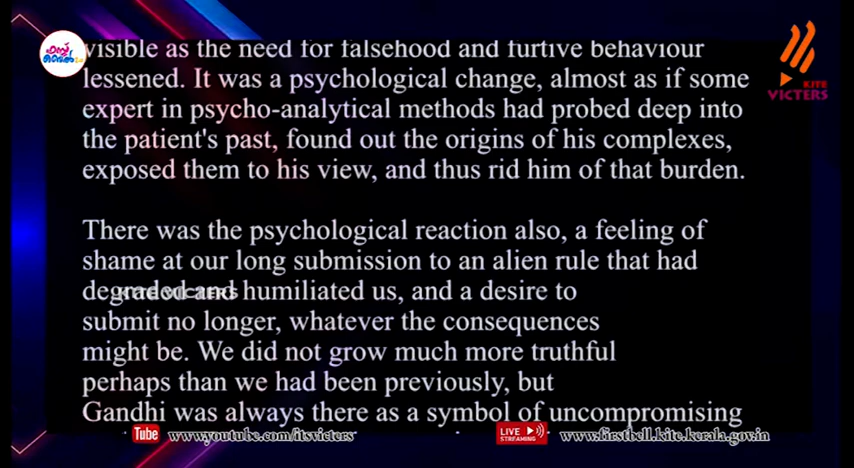 visible as the need for falsehood and furtive behaviour
lessened. It was a psychological change, almost as if some
expert in psycho-analytical methods had probed deep into
the patient's past, found out the origins of his complexes,
exposed them to his view, and thus rid him of that burden.
There was the psychological reaction also, a feeling of
shame at our long submission to an alien rule that had
degraded and humiliated us, and a desire to
submit no longer, whatever the consequences
might be. We did not grow much more truthful
perhaps than we had been previously, but
Gandhi was always there as a symbol of uncompromising
KITE VICTERS
KITE VICTERS
Tube www.youtube.com/itsvicters
LIVE STREAMING www.firstbell.kite.kerala.gov.in